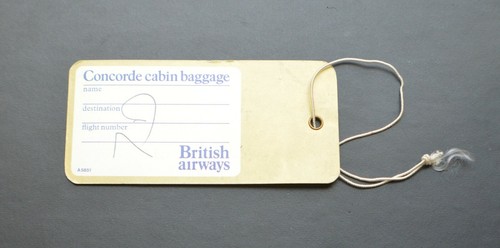 Concorde cabin baggage
name
destination
flight number
British
airways